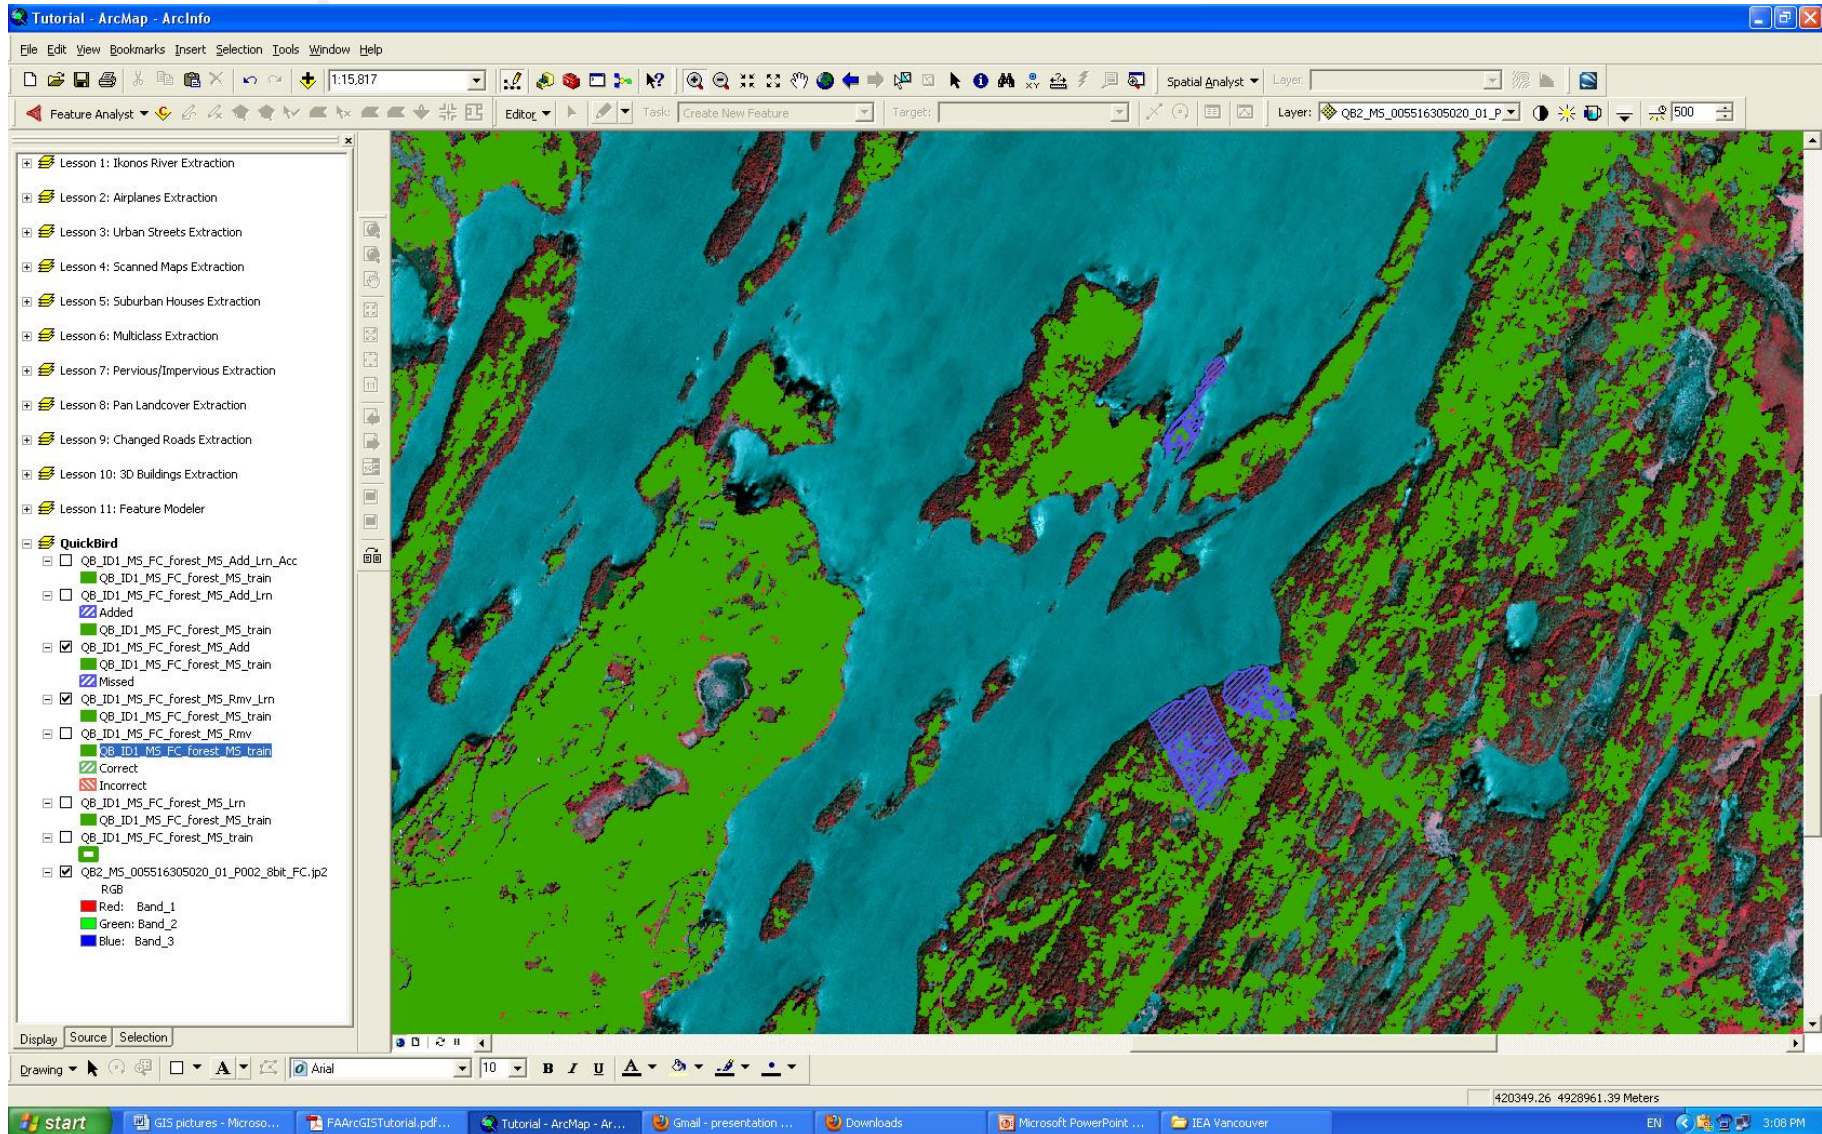 Tutorial - ArcMap - ArcInfo
File Edit View Bookmarks Insert Selection Tools Window Help
1:15,817
Spatial Analyst
Layer:
Feature Analyst
Editor
Task: Create New Feature
Target:
Layer: QB2_MS_005516305020_01_P
500
Lesson 1: Ikonos River Extraction
Lesson 2: Airplanes Extraction
Lesson 3: Urban Streets Extraction
Lesson 4: Scanned Maps Extraction
Lesson 5: Suburban Houses Extraction
Lesson 6: Multiclass Extraction
Lesson 7: Pervious/Impervious Extraction
Lesson 8: Pan Landcover Extraction
Lesson 9: Changed Roads Extraction
Lesson 10: 3D Buildings Extraction
Lesson 11: Feature Modeler
QuickBird
QB_ID1_MS_FC_forest_MS_Add_Lrn_Acc
QB_ID1_MS_FC_forest_MS_train
QB_ID1_MS_FC_forest_MS_Add_Lrn
Added
QB_ID1_MS_FC_forest_MS_train
QB_ID1_MS_FC_forest_MS_Add
QB_ID1_MS_FC_forest_MS_train
Missed
QB_ID1_MS_FC_forest_MS_Rmv_Lrn
QB_ID1_MS_FC_forest_MS_train
QB_ID1_MS_FC_forest_MS_Rmv
QB_ID1_MS_FC_forest_MS_train
Correct
Incorrect
QB_ID1_MS_FC_forest_MS_Lrn
QB_ID1_MS_FC_forest_MS_train
QB_ID1_MS_FC_forest_MS_train
QB2_MS_005516305020_01_P002_8bit_FC.jp2
RGB
Red: Band_1
Green: Band_2
Blue: Band_3
Display Source Selection
Drawing
A
Arial
10
B I U A
420349.26 4928961.39 Meters
start
GIS pictures - Microso...
FAArcGISTutorial.pdf...
Tutorial - ArcMap - Ar...
Gmail - presentation ...
Downloads
Microsoft PowerPoint ...
IEA Vancouver
EN
3:08 PM